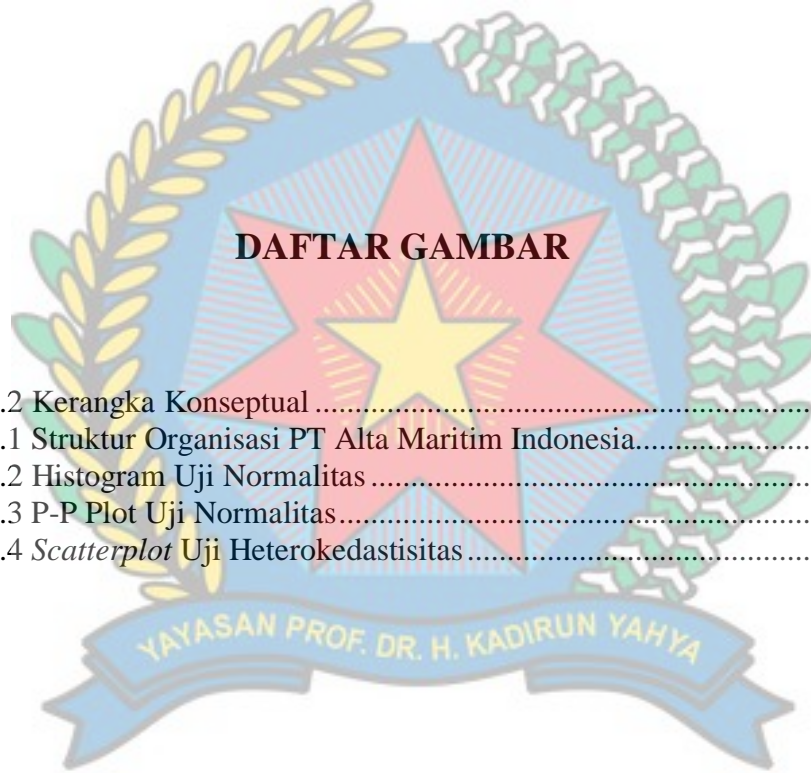 DAFTAR GAMBAR
.2 Kerangka Konseptual ..........................................................
.1 Struktur Organisasi PT Alta Maritim Indonesia..............................
.2 Histogram Uji Normalitas ......................................................
.3 P-P Plot Uji Normalitas..........................................................
.4 Scatterplot Uji Heterokedastisitas ..........................................
YAYASAN PROF. DR. H. KADIRUN YAHYA